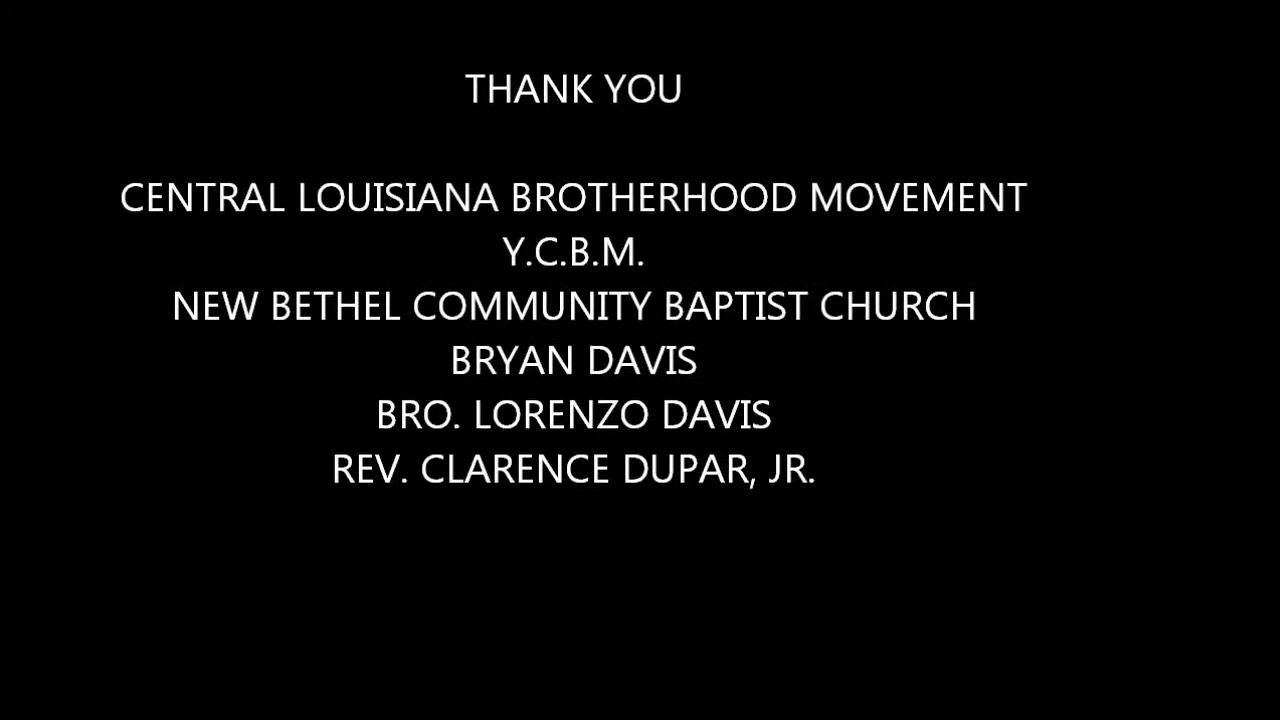 THANK YOU
CENTRAL LOUISIANA BROTHERHOOD MOVEMENT
Y.C.B.M.
NEW BETHEL COMMUNITY BAPTIST CHURCH
BRYAN DAVIS
BRO. LORENZO DAVIS
REV. CLARENCE DUPAR, JR.